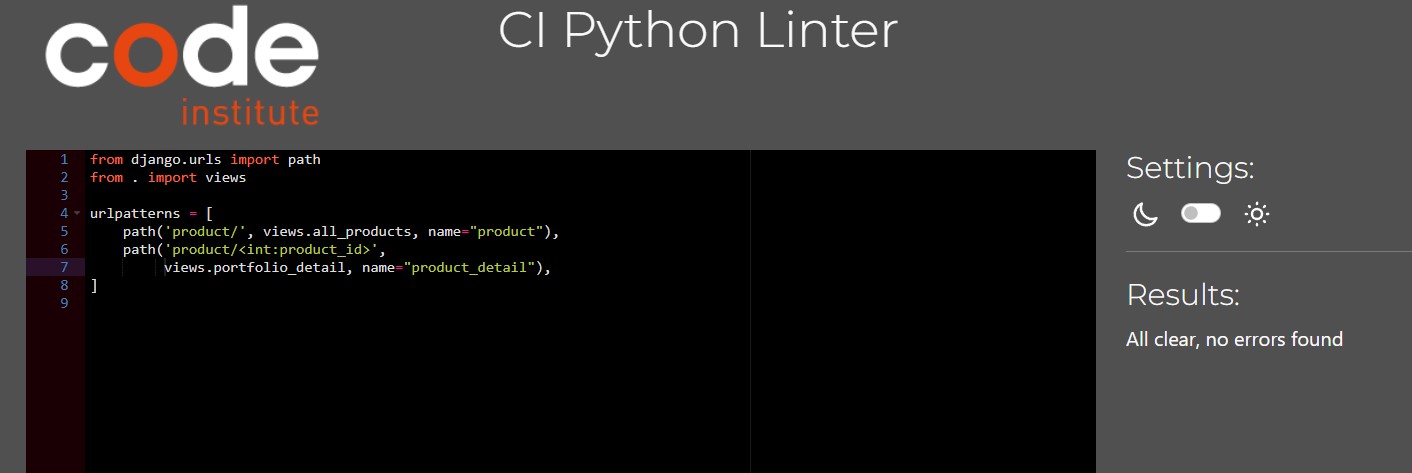 code
institute
CI Python Linter
1 from django.urls import path
2 from . import views
3
4 urlpatterns = [
5     path('product/', views.all_products, name="product"),
6     path('product/<int:product_id>',
7          views.portfolio_detail, name="product_detail"),
8 ]
9
Settings:
Results:
All clear, no errors found